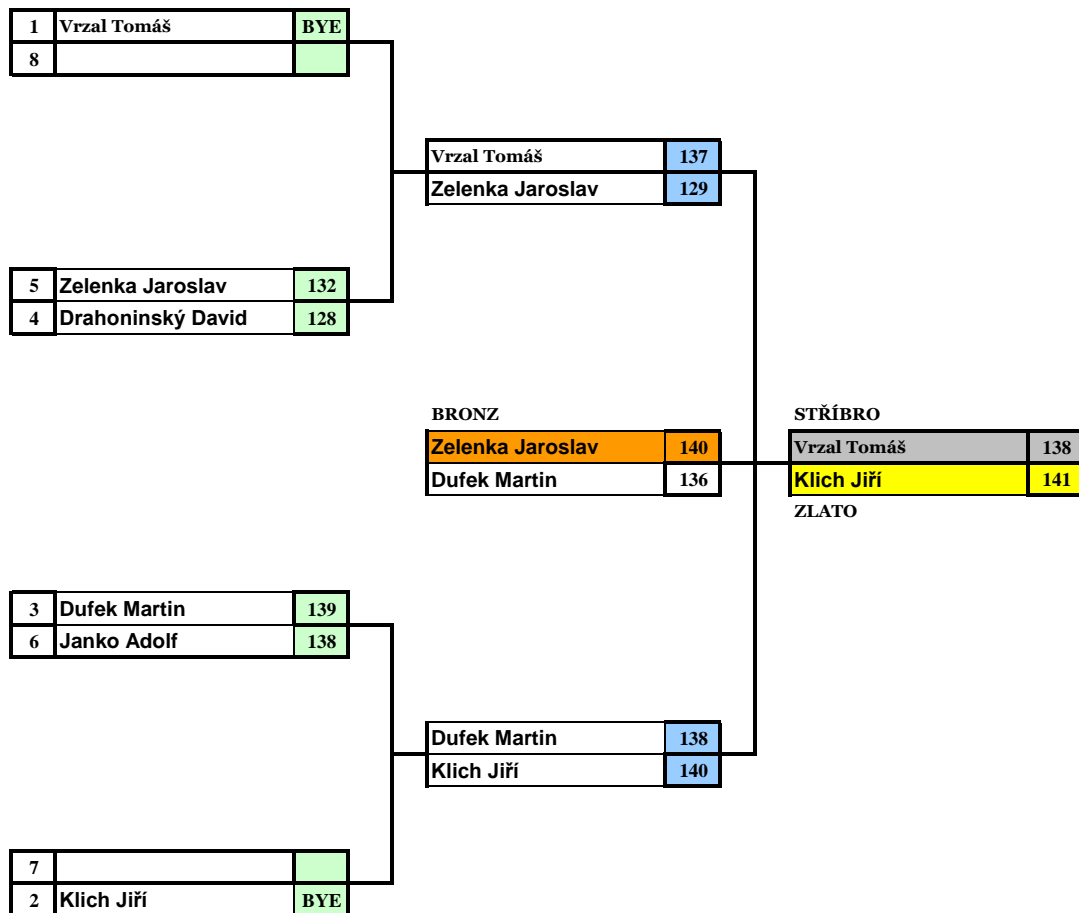 1 Vrzal Tomáš BYE
8
Vrzal Tomáš 137
Zelenka Jaroslav 129
5 Zelenka Jaroslav 132
4 Drahoninský David 128
BRONZ
Zelenka Jaroslav 140
Dufek Martin 136
STŘÍBRO
Vrzal Tomáš 138
Klich Jiří 141
ZLATO
3 Dufek Martin 139
6 Janko Adolf 138
Dufek Martin 138
Klich Jiří 140
7
2 Klich Jiří BYE